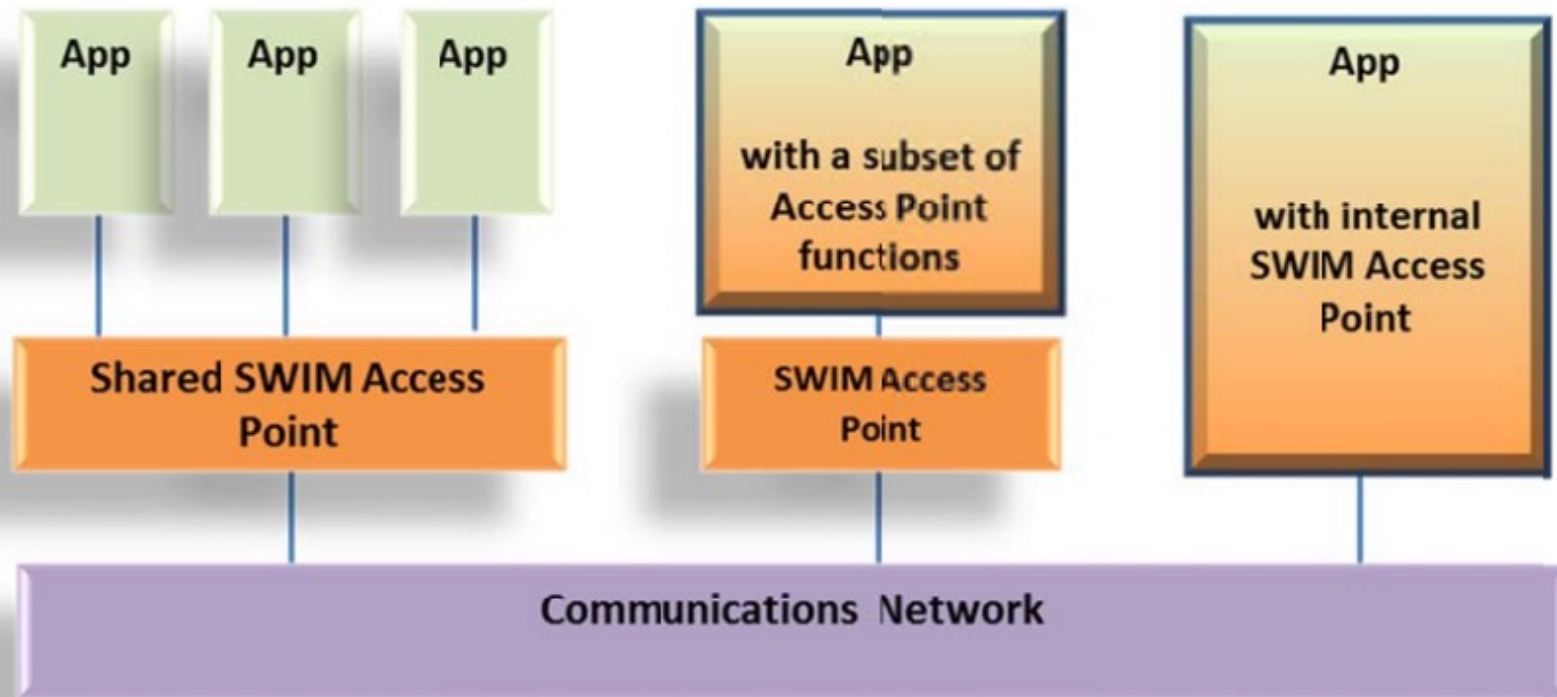 App
App
App
App
with a subset of
Access Point
functions
App
with internal
SWIM Access
Point
Shared SWIM Access
Point
SWIM Access
Point
Communications Network